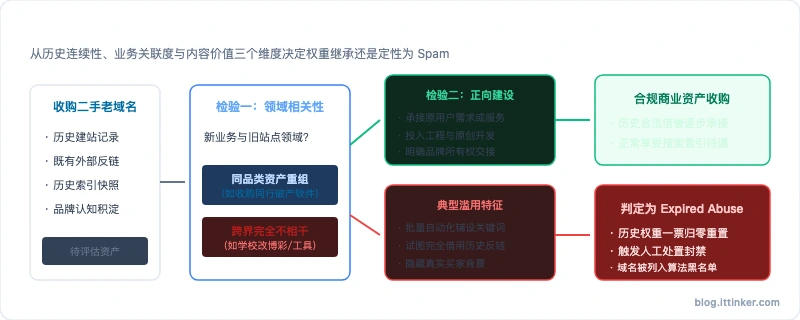 从历史连续性、业务关联度与内容价值三个维度决定权重继承还是定性为 Spam
收购二手老域名
· 历史建站记录
· 既有外部反链
· 历史索引快照
· 品牌认知积淀
待评估资产
检验一：领域相关性
新业务与旧站点领域?
同品类资产重组
(如收购同行破产软件)
跨界完全不相干
(如学校改博彩/工具)
检验二：正向建设
· 承接原用户需求或服务
· 投入工程与原创开发
· 明确品牌所有权交接
典型滥用特征
· 批量自动化铺设关键词
· 试图完全借用历史反链
· 隐藏真实买家背景
合规商业资产收购
· 历史合法信誉逐步承接
· 正常享受搜索索引待遇
判定为 Expired Abuse
· 历史权重一票归零重置
· 触发人工处置封禁
· 域名被列入算法黑名单
blog.ittinker.com